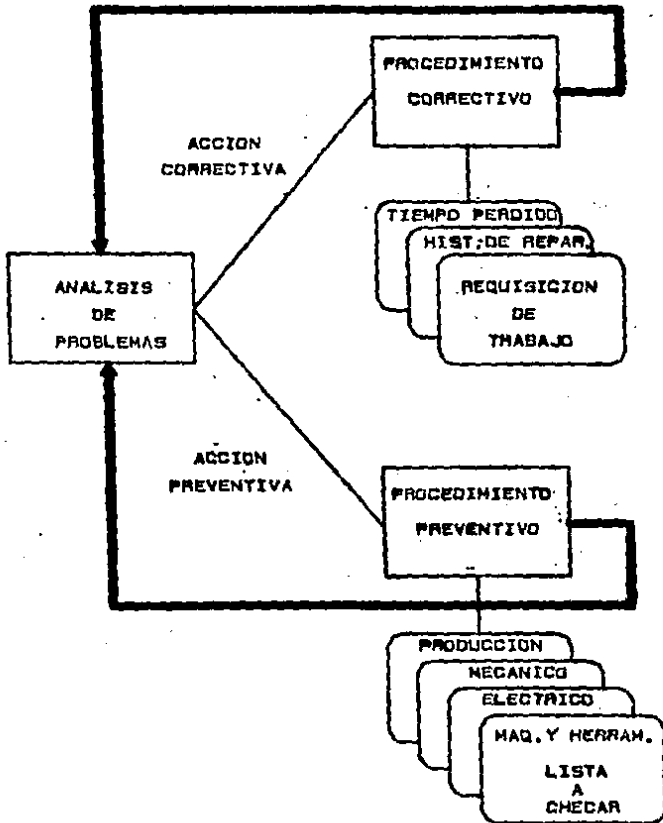 PROCEDIMIENTO
CORRECTIVO
ACCION
CORRECTIVA
TIEMPO PERDIDO
HIST. DE REPAR.
REQUISICION
DE
TRABAJO
ANALISIS
DE
PROBLEMAS
ACCION
PREVENTIVA
PROCEDIMIENTO
PREVENTIVO
PRODUCCION
MECANICO
ELECTRICO
MAQ. Y HERRAM.
LISTA
A
CHECAR